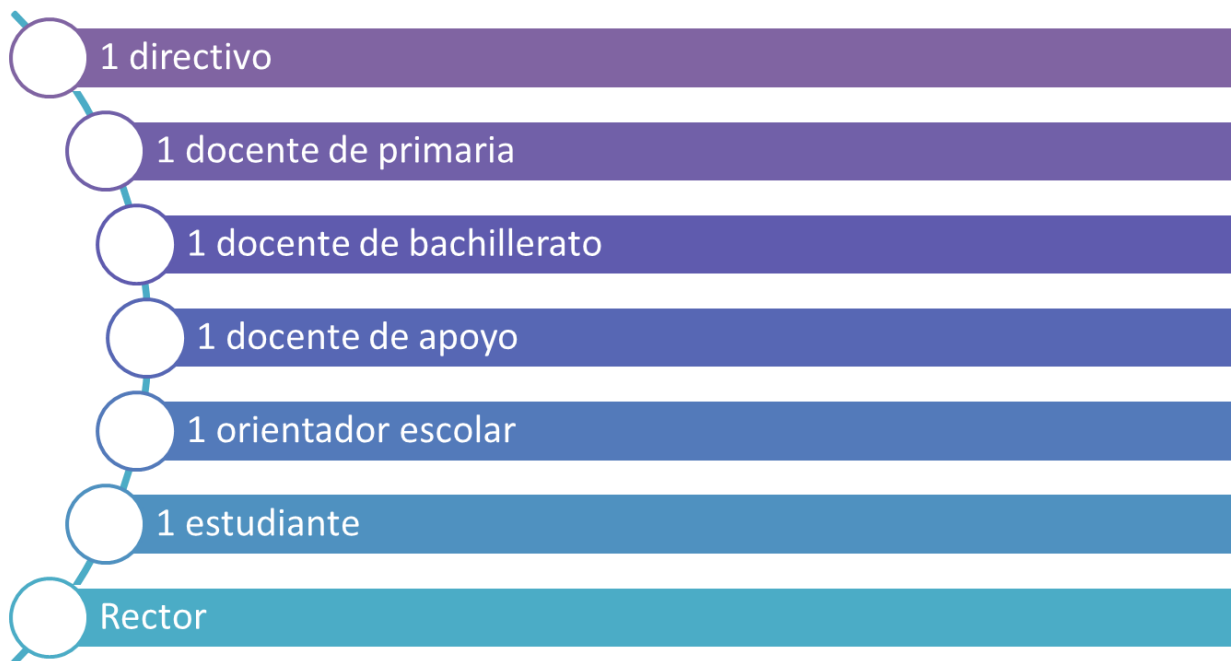 1 directivo
1 docente de primaria
1 docente de bachillerato
1 docente de apoyo
1 orientador escolar
1 estudiante
Rector